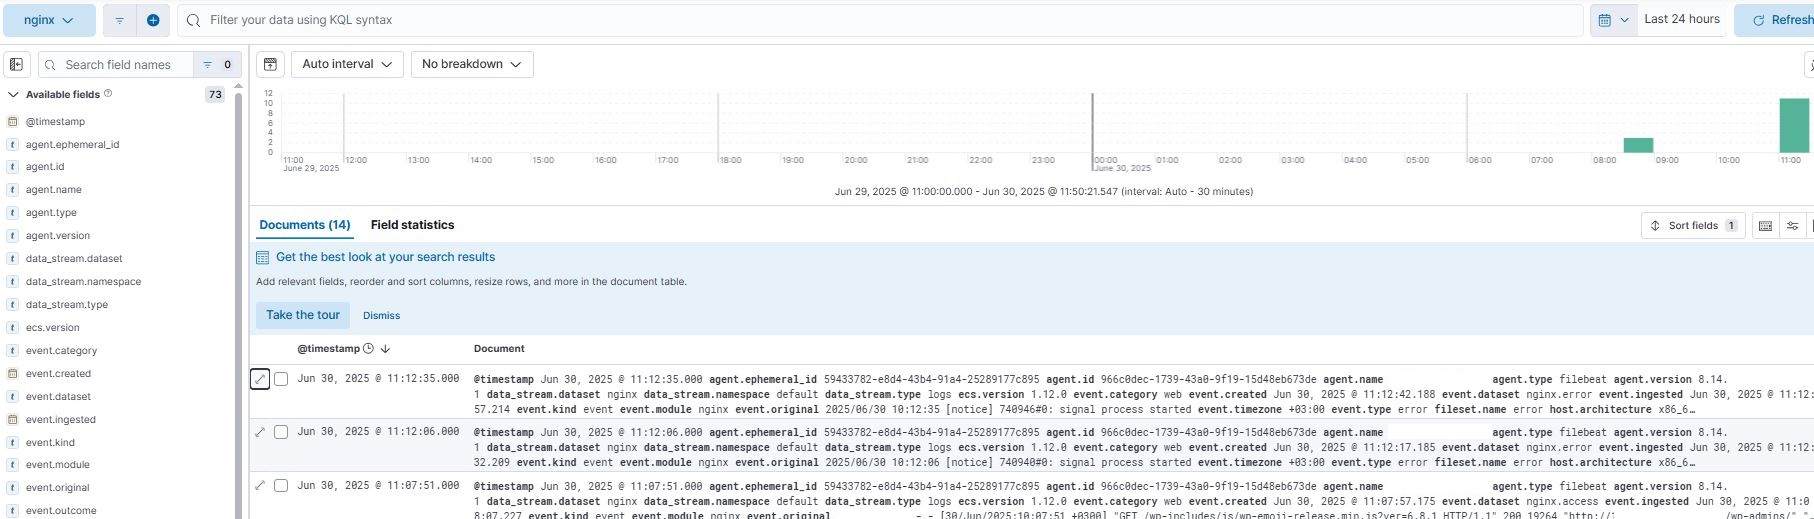 nginx
Filter your data using KQL syntax
Last 24 hours
Refresh
Search field names
0
Auto interval
No breakdown
Available fields
73
@timestamp
agent.ephemeral_id
agent.id
agent.name
agent.type
agent.version
data_stream.dataset
data_stream.namespace
data_stream.type
ecs.version
event.category
event.created
event.dataset
event.ingested
event.kind
event.module
event.original
event.outcome
12
10
8
6
4
2
0
11:00 12:00 13:00 14:00 15:00 16:00 17:00 18:00 19:00 20:00 21:00 22:00 23:00 00:00 01:00 02:00 03:00 04:00 05:00 06:00 07:00 08:00 09:00 10:00 11:00
June 29, 2025 June 30, 2025
Jun 29, 2025 @ 11:00:00.000 - Jun 30, 2025 @ 11:50:21.547 (interval: Auto - 30 minutes)
Documents (14) Field statistics
Sort fields 1
Get the best look at your search results
Add relevant fields, reorder and sort columns, resize rows, and more in the document table.
Take the tour Dismiss
@timestamp Document
Jun 30, 2025 @ 11:12:35.000 @timestamp Jun 30, 2025 @ 11:12:35.000 agent.ephemeral_id 59433782-e8d4-43b4-91a4-25289177c895 agent.id 966c0dec-1739-43a0-9f19-15d48eb673de agent.name agent.type filebeat agent.version 8.14.
1 data_stream.dataset nginx data_stream.namespace default data_stream.type logs ecs.version 1.12.0 event.category web event.created Jun 30, 2025 @ 11:12:42.188 event.dataset nginx.error event.ingested Jun 30, 2025 @ 11:12:
57.214 event.kind event event.module nginx event.original 2025/06/30 10:12:35 [notice] 740946#0: signal process started event.timezone +03:00 event.type error fileset.name error host.architecture x86_6…
Jun 30, 2025 @ 11:12:06.000 @timestamp Jun 30, 2025 @ 11:12:06.000 agent.ephemeral_id 59433782-e8d4-43b4-91a4-25289177c895 agent.id 966c0dec-1739-43a0-9f19-15d48eb673de agent.name agent.type filebeat agent.version 8.14.
1 data_stream.dataset nginx data_stream.namespace default data_stream.type logs ecs.version 1.12.0 event.category web event.created Jun 30, 2025 @ 11:12:17.185 event.dataset nginx.error event.ingested Jun 30, 2025 @ 11:12:
32.209 event.kind event event.module nginx event.original 2025/06/30 10:12:06 [notice] 740940#0: signal process started event.timezone +03:00 event.type error fileset.name error host.architecture x86_6…
Jun 30, 2025 @ 11:07:51.000 @timestamp Jun 30, 2025 @ 11:07:51.000 agent.ephemeral_id 59433782-e8d4-43b4-91a4-25289177c895 agent.id 966c0dec-1739-43a0-9f19-15d48eb673de agent.name agent.type filebeat agent.version 8.14.
1 data_stream.dataset nginx data_stream.namespace default data_stream.type logs ecs.version 1.12.0 event.category web event.created Jun 30, 2025 @ 11:07:57.175 event.dataset nginx.access event.ingested Jun 30, 2025 @ 11:0
8:07.227 event.kind event event.module nginx event.original - - [30/Jun/2025:10:07:51 +0300] "GET /wp-includes/js/wp-emoji-release.min.js?ver=6.8.1 HTTP/1.1" 200 19264 "http:// /wp-admins/" "